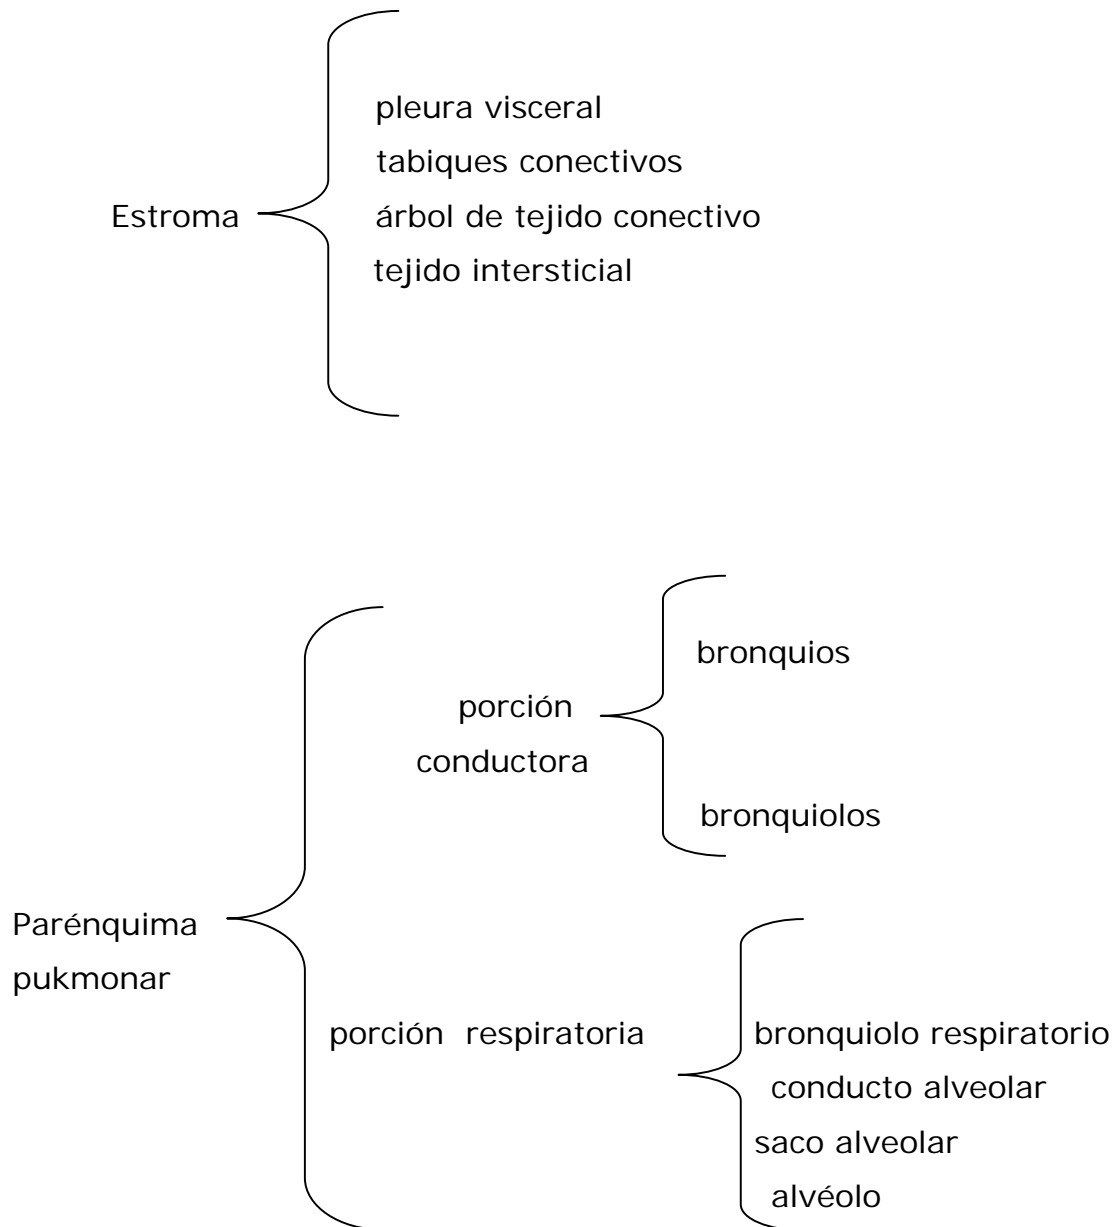 pleura visceral
tabiques conectivos
Estroma
árbol de tejido conectivo
tejido intersticial
bronquios
porción
conductora
bronquiolos
Parénquima
pukmonar
porción respiratoria
bronquiolo respiratorio
conducto alveolar
saco alveolar
alvéolo